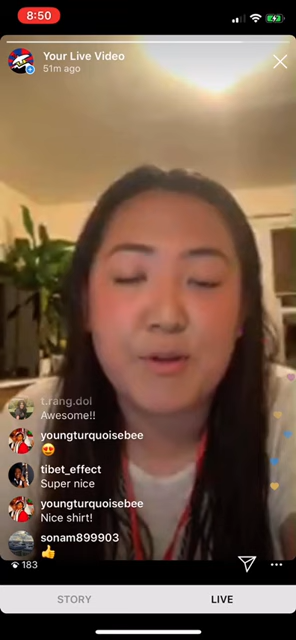 8:50
Your Live Video
51m ago
t.rang.dol
Awesome!!
youngturquoisebee
😍
tibet_effect
Super nice
youngturquoisebee
Nice shirt!
sonam899903
👍
183
STORY LIVE